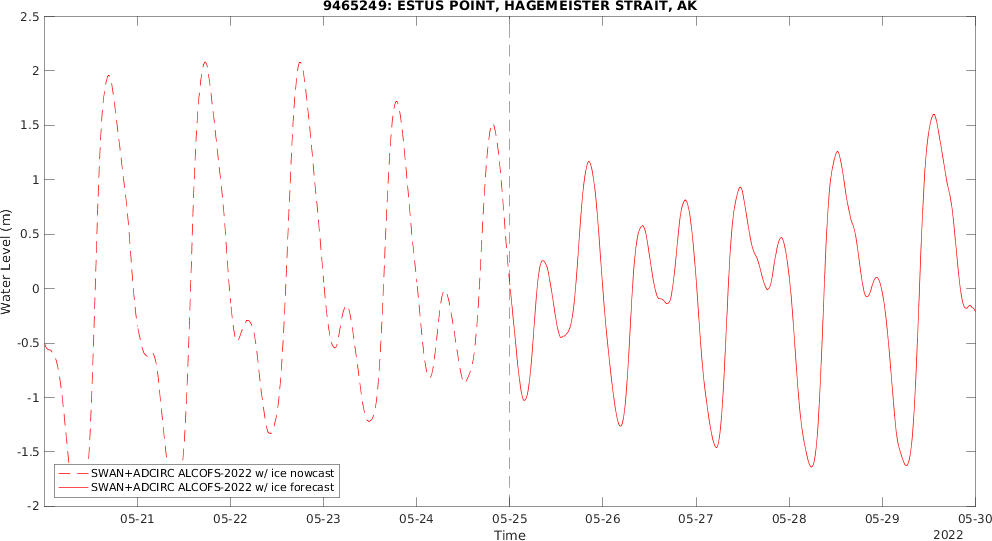 9465249: ESTUS POINT, HAGEMEISTER STRAIT, AK
2.5
2
1.5
1
0.5
0
-0.5
-1
-1.5
-2
Water Level (m)
SWAN+ADCIRC ALCOFS-2022 w/ ice nowcast
SWAN+ADCIRC ALCOFS-2022 w/ ice forecast
05-21 05-22 05-23 05-24 05-25 05-26 05-27 05-28 05-29 05-30
Time
2022